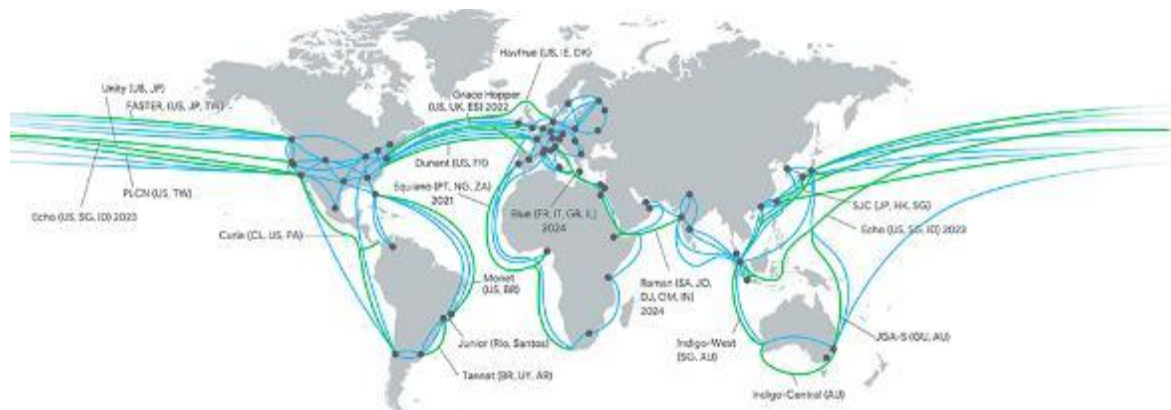 Havfrue (US, IE, DK)
Unity (US, JP)
FASTER, (US, JP, TW)
Grace Hopper
(US, UK, ES) 2022
Dunant (US, FR)
PLCN (US, TW)
Equiano (PT, NG, ZA)
2021
Echo (US, SG, ID) 2023
Blue (FR, IT, GR, IL)
2024
SJC (JP, HK, SG)
Echo (US, SG, ID) 2023
Curie (CL, US, PA)
Monet
(US, BR)
Raman (SA, JO,
DJ, OM, IN)
2024
Junior (Rio, Santos)
Indigo-West
(SG, AU)
JGA-S (GU, AU)
Tannat (BR, UY, AR)
Indigo-Central (AU)